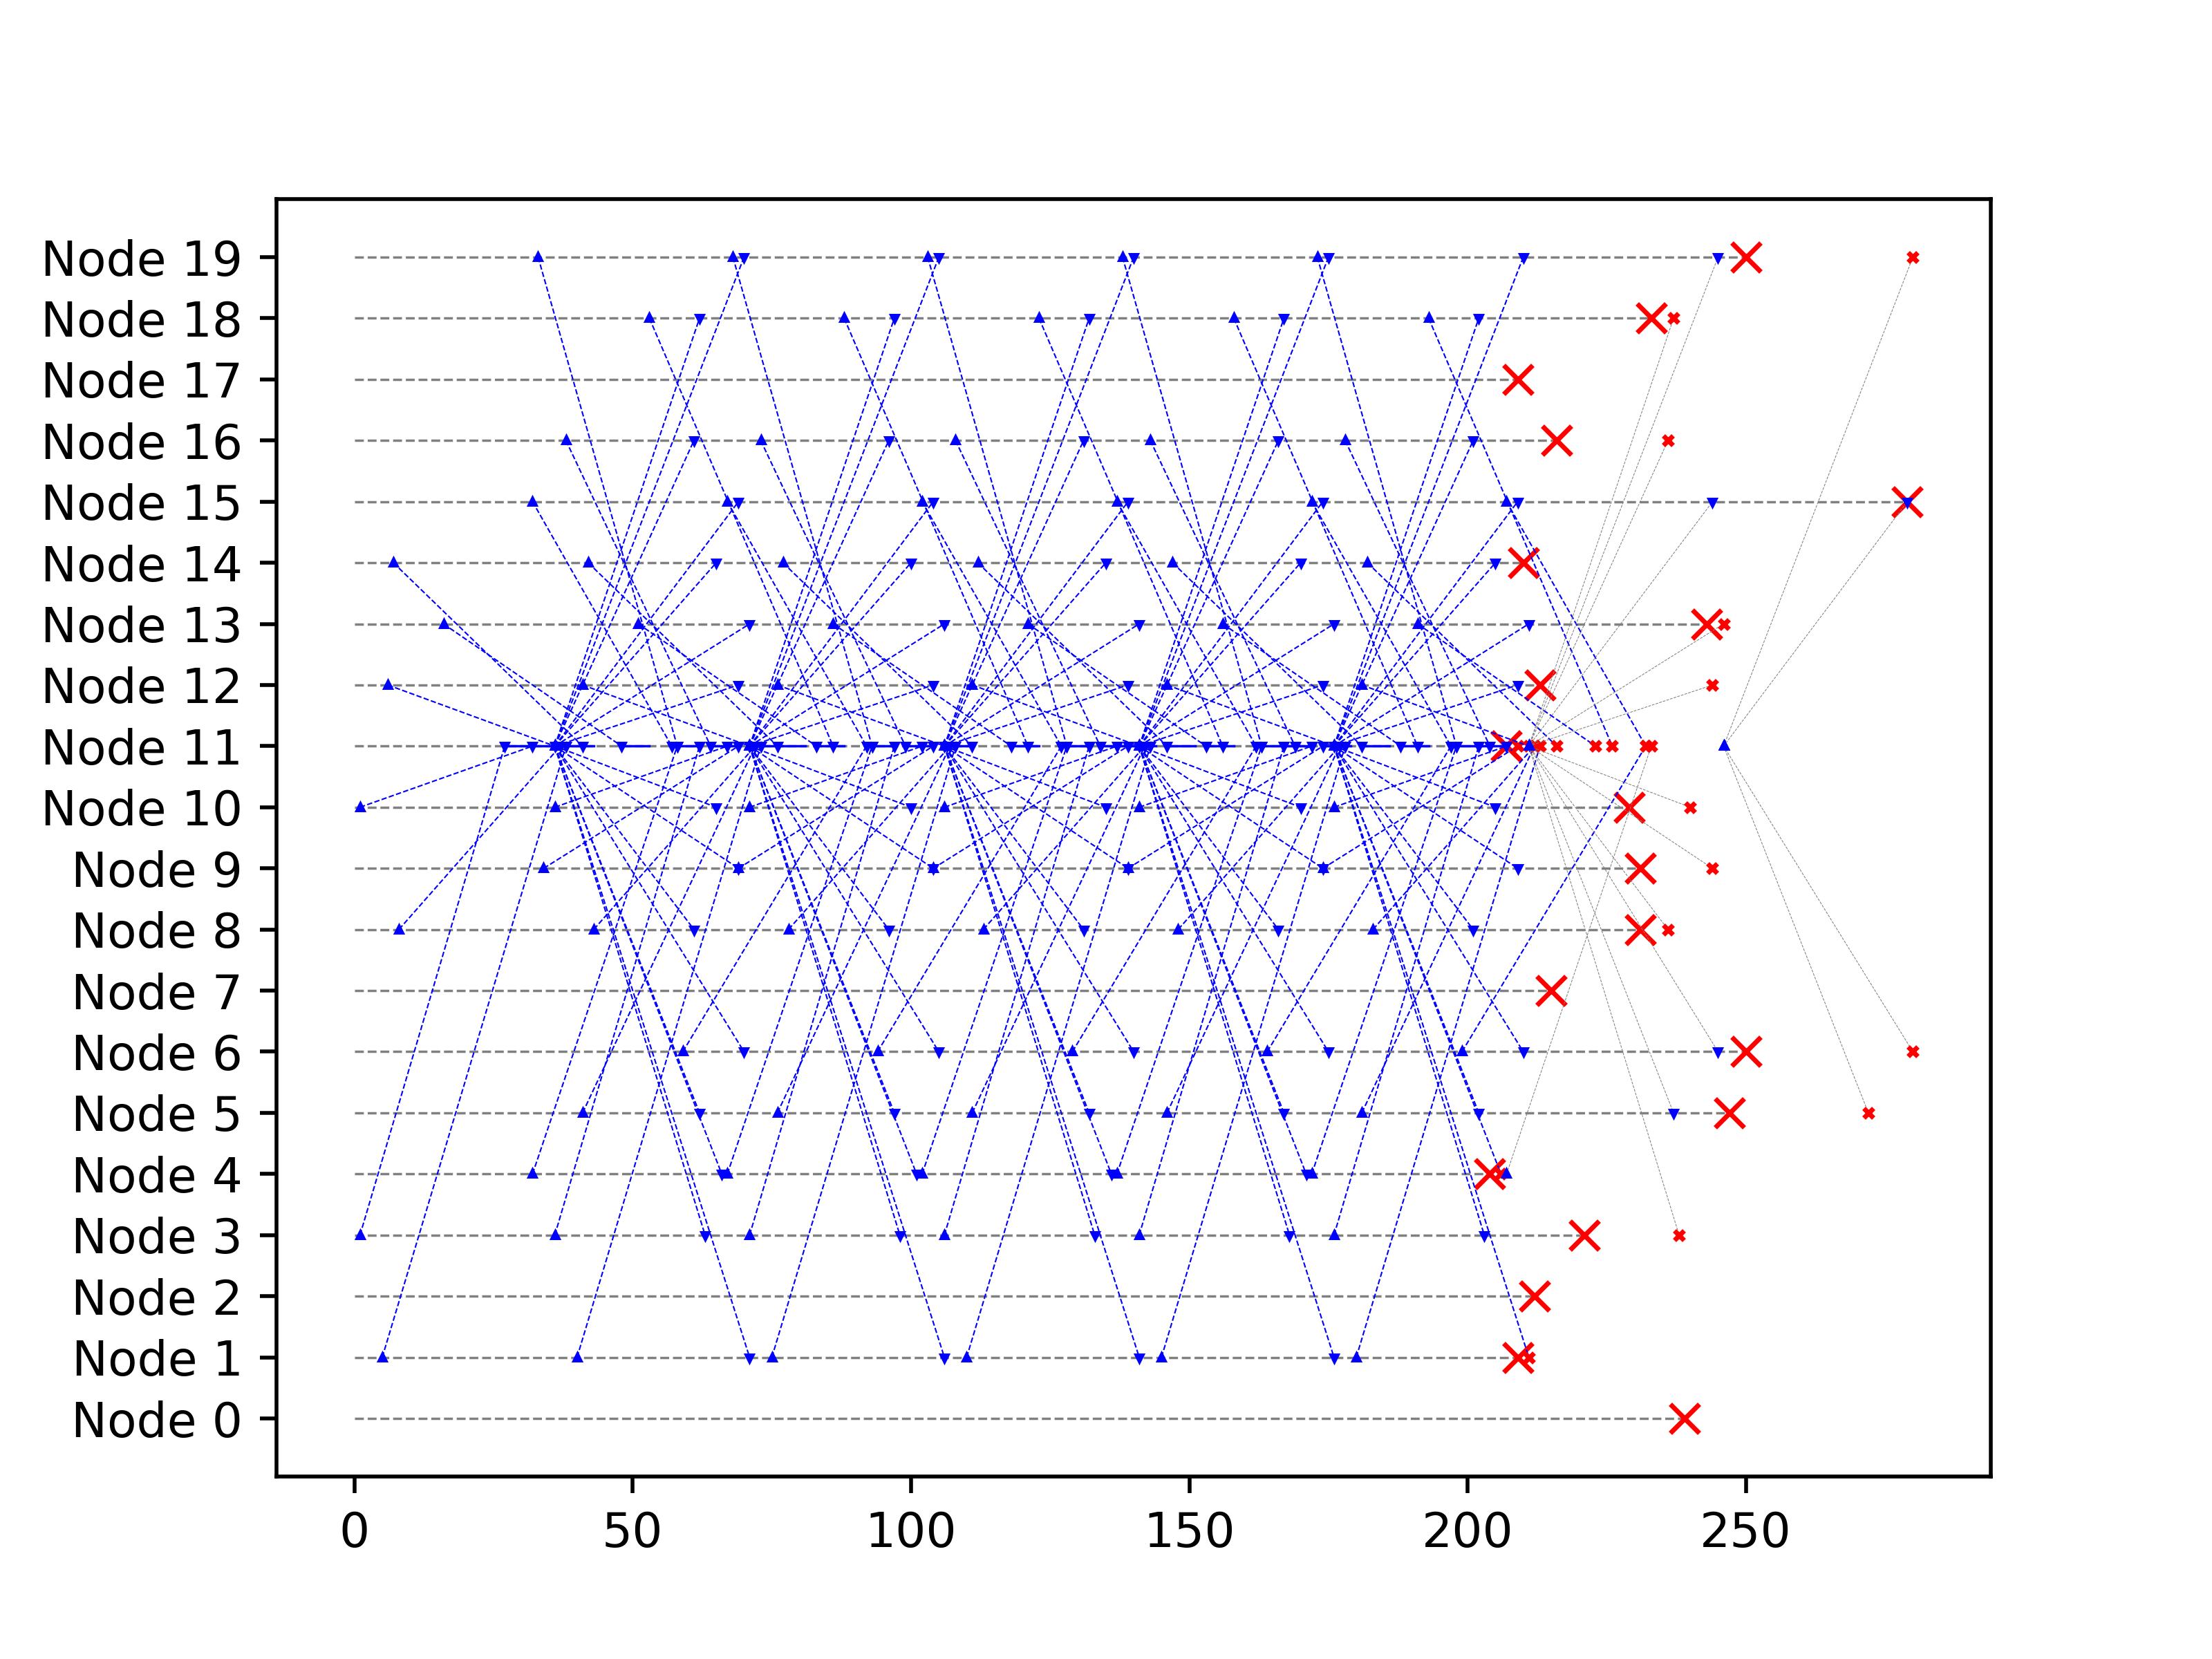 Node 19
Node 18
Node 17
Node 16
Node 15
Node 14
Node 13
Node 12
Node 11
Node 10
Node 9
Node 8
Node 7
Node 6
Node 5
Node 4
Node 3
Node 2
Node 1
Node 0
0 50 100 150 200 250